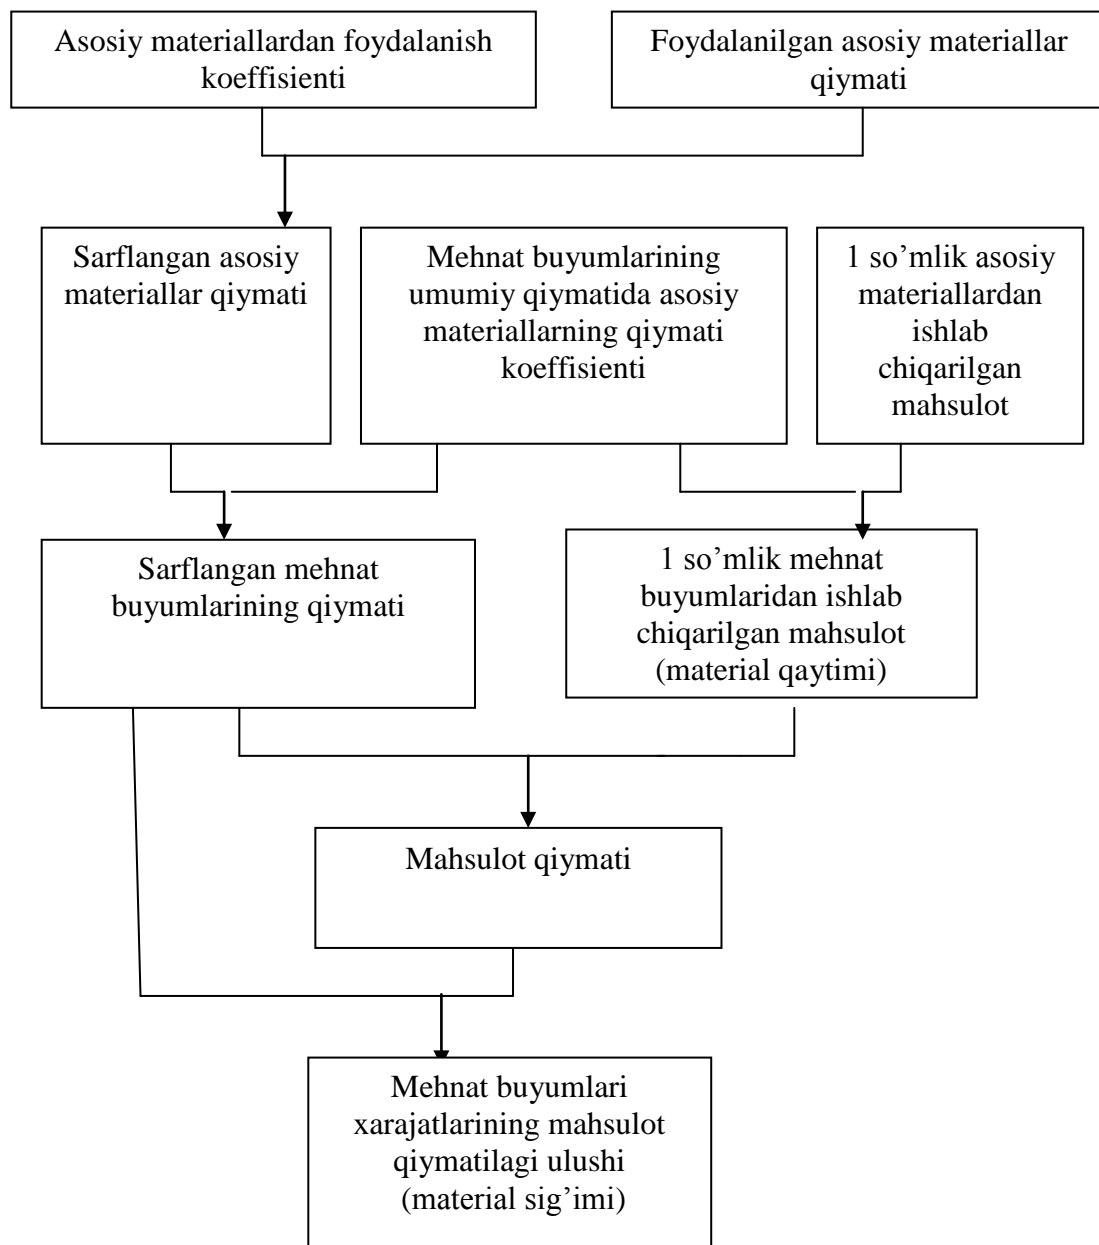 Asosiy materiallardan foydalanish
koeffisienti
Foydalanilgan asosiy materiallar
qiymati
Sarflangan asosiy
materiallar qiymati
Mehnat buyumlarining
umumiy qiymatida asosiy
materiallarning qiymati
koeffisienti
1 so’mlik asosiy
materiallardan
ishlab
chiqarilgan
mahsulot
Sarflangan mehnat
buyumlarining qiymati
1 so’mlik mehnat
buyumlaridan ishlab
chiqarilgan mahsulot
(material qaytimi)
Mahsulot qiymati
Mehnat buyumlari
xarajatlarining mahsulot
qiymatilagi ulushi
(material sig’imi)